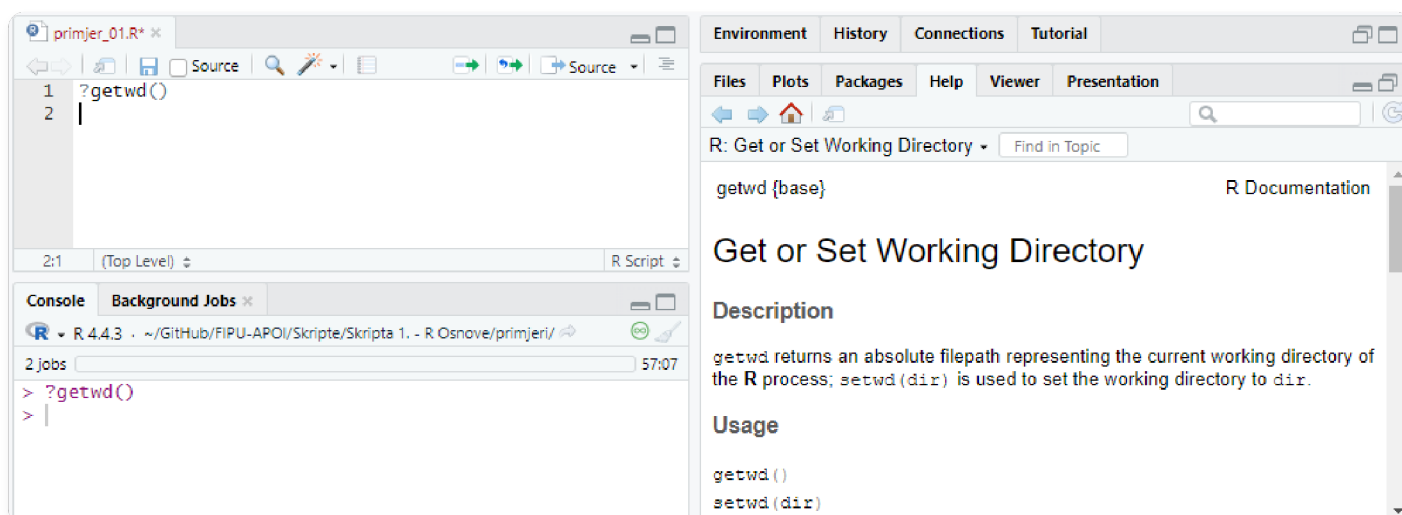 primjer_01.R*
Source
Source
1 ?getwd()
2
2:1 (Top Level) R Script
Console Background Jobs
R 4.4.3 · ~/GitHub/FIPU-APOI/Skripte/Skripta 1. - R Osnove/primjeri/
2 jobs 57:07
> ?getwd()
>
Environment History Connections Tutorial
Files Plots Packages Help Viewer Presentation
R: Get or Set Working Directory Find in Topic
getwd {base} R Documentation
Get or Set Working Directory
Description
getwd returns an absolute filepath representing the current working directory of
the R process; setwd(dir) is used to set the working directory to dir.
Usage
getwd()
setwd(dir)